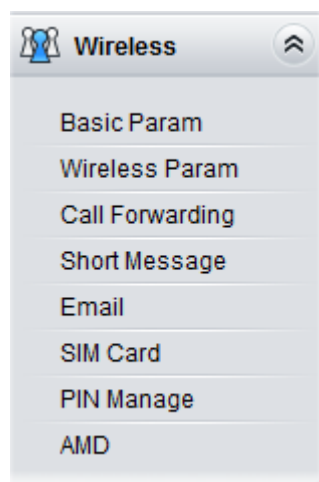 Wireless
Basic Param
Wireless Param
Call Forwarding
Short Message
Email
SIM Card
PIN Manage
AMD